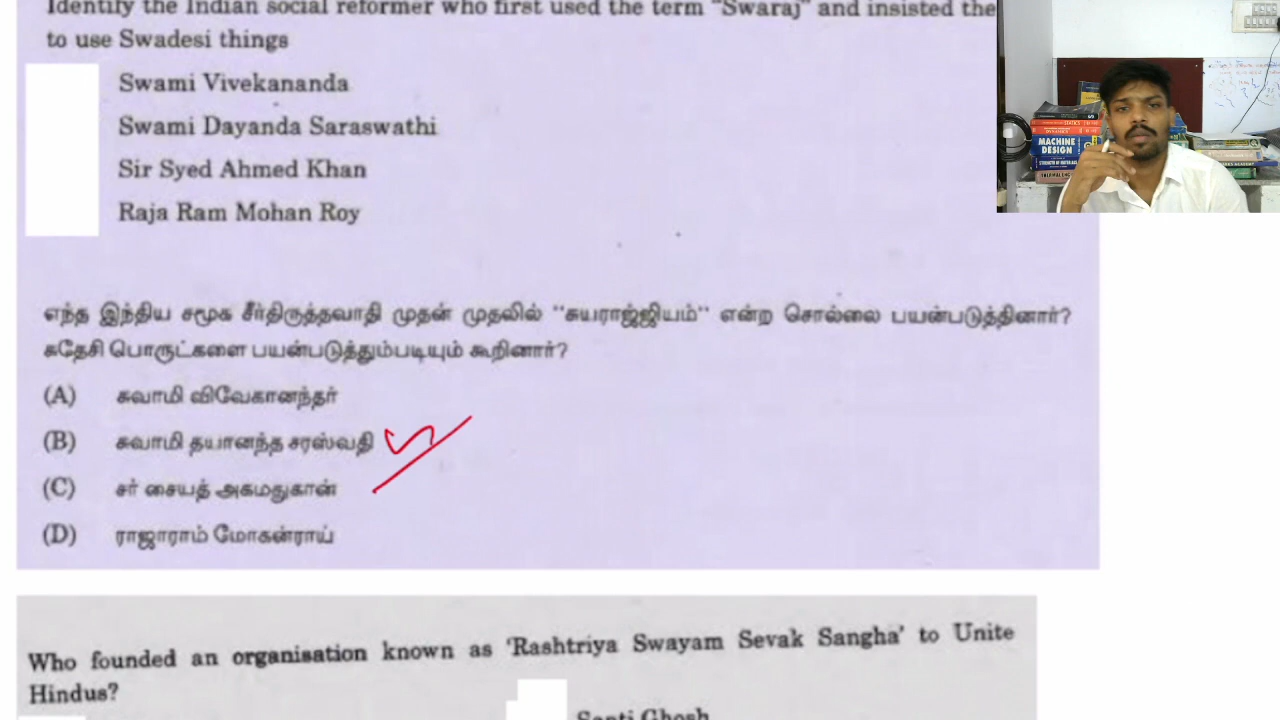 Identify the Indian social reformer who first used the term "Swaraj" and insisted the
to use Swadesi things
Swami Vivekananda
Swami Dayanda Saraswathi
Sir Syed Ahmed Khan
Raja Ram Mohan Roy
எந்த இந்திய சமூக சீர்திருத்தவாதி முதன் முதலில் "சுயராஜ்ஜியம்" என்ற சொல்லை பயன்படுத்தினார்?
சுதேசி பொருட்களை பயன்படுத்தும்படியும் கூறினார்?
(A) சுவாமி விவேகானந்தர்
(B) சுவாமி தயானந்த சரஸ்வதி
(C) சர் சையத் அகமதுகான்
(D) ராஜாராம் மோகன்ராய்
Who founded an organisation known as 'Rashtriya Swayam Sevak Sangha' to Unite
Hindus?
Santi Ghosh
MACHINE
DESIGN